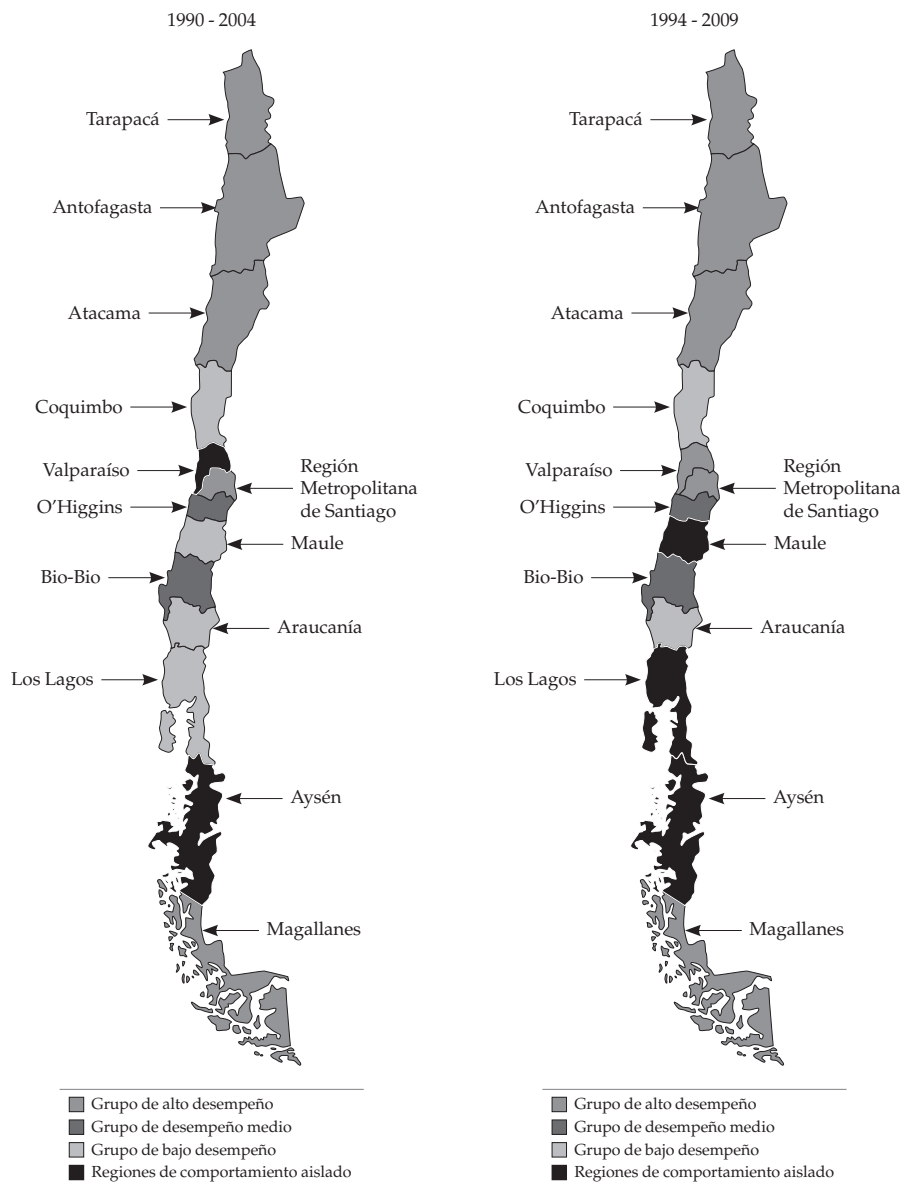 1990 - 2004
Tarapacá
Antofagasta
Atacama
Coquimbo
Valparaíso
Región
Metropolitana
de Santiago
O'Higgins
Maule
Bio-Bio
Araucanía
Los Lagos
Aysén
Magallanes
Grupo de alto desempeño
Grupo de desempeño medio
Grupo de bajo desempeño
Regiones de comportamiento aislado
1994 - 2009
Tarapacá
Antofagasta
Atacama
Coquimbo
Valparaíso
Región
Metropolitana
de Santiago
O'Higgins
Maule
Bio-Bio
Araucanía
Los Lagos
Aysén
Magallanes
Grupo de alto desempeño
Grupo de desempeño medio
Grupo de bajo desempeño
Regiones de comportamiento aislado